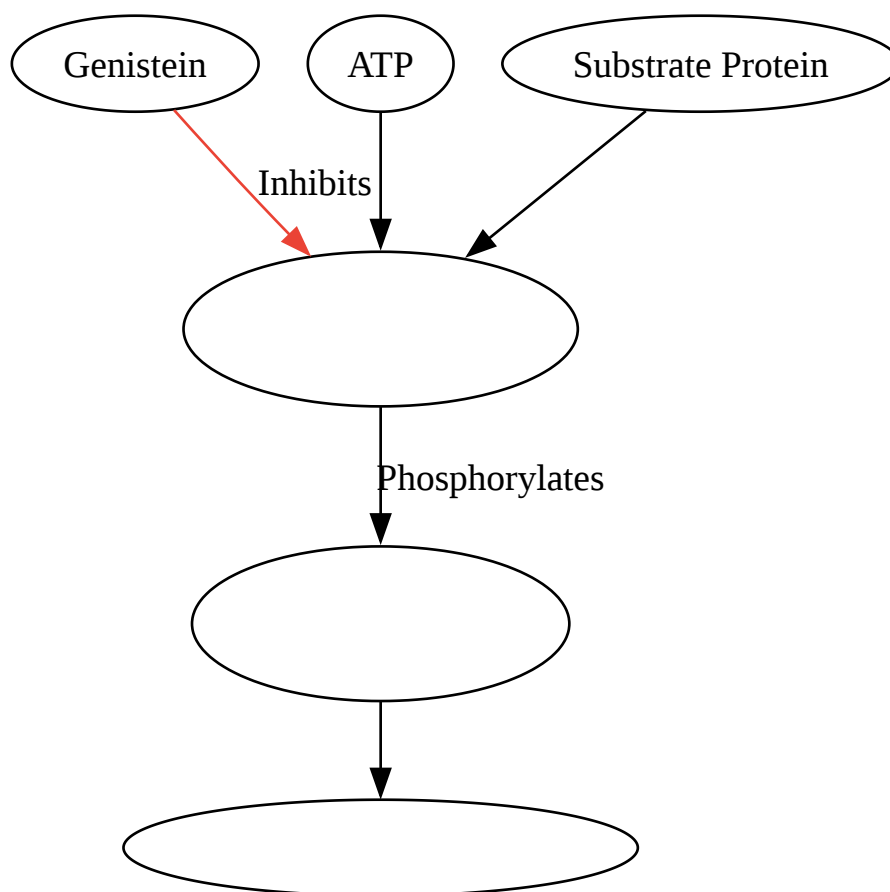 Genistein
ATP
Substrate Protein
Inhibits
Phosphorylates